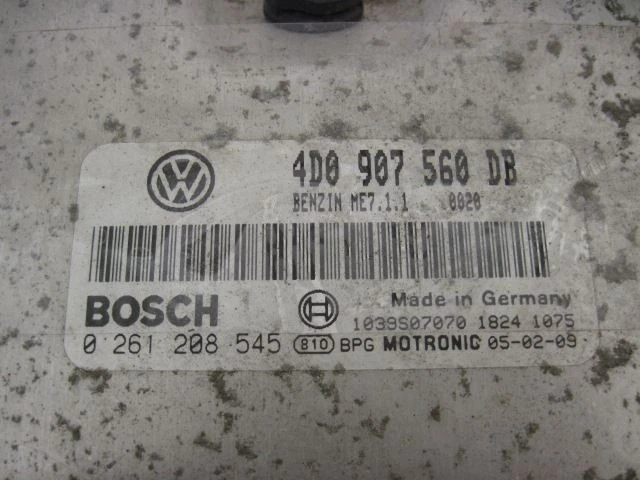 4D0 907 560 DB
BENZIN ME7.1.1 0020
BOSCH
Made in Germany
1039S07070 1824 1075
0 261 208 545 810 BPG MOTRONIC 05-02-09